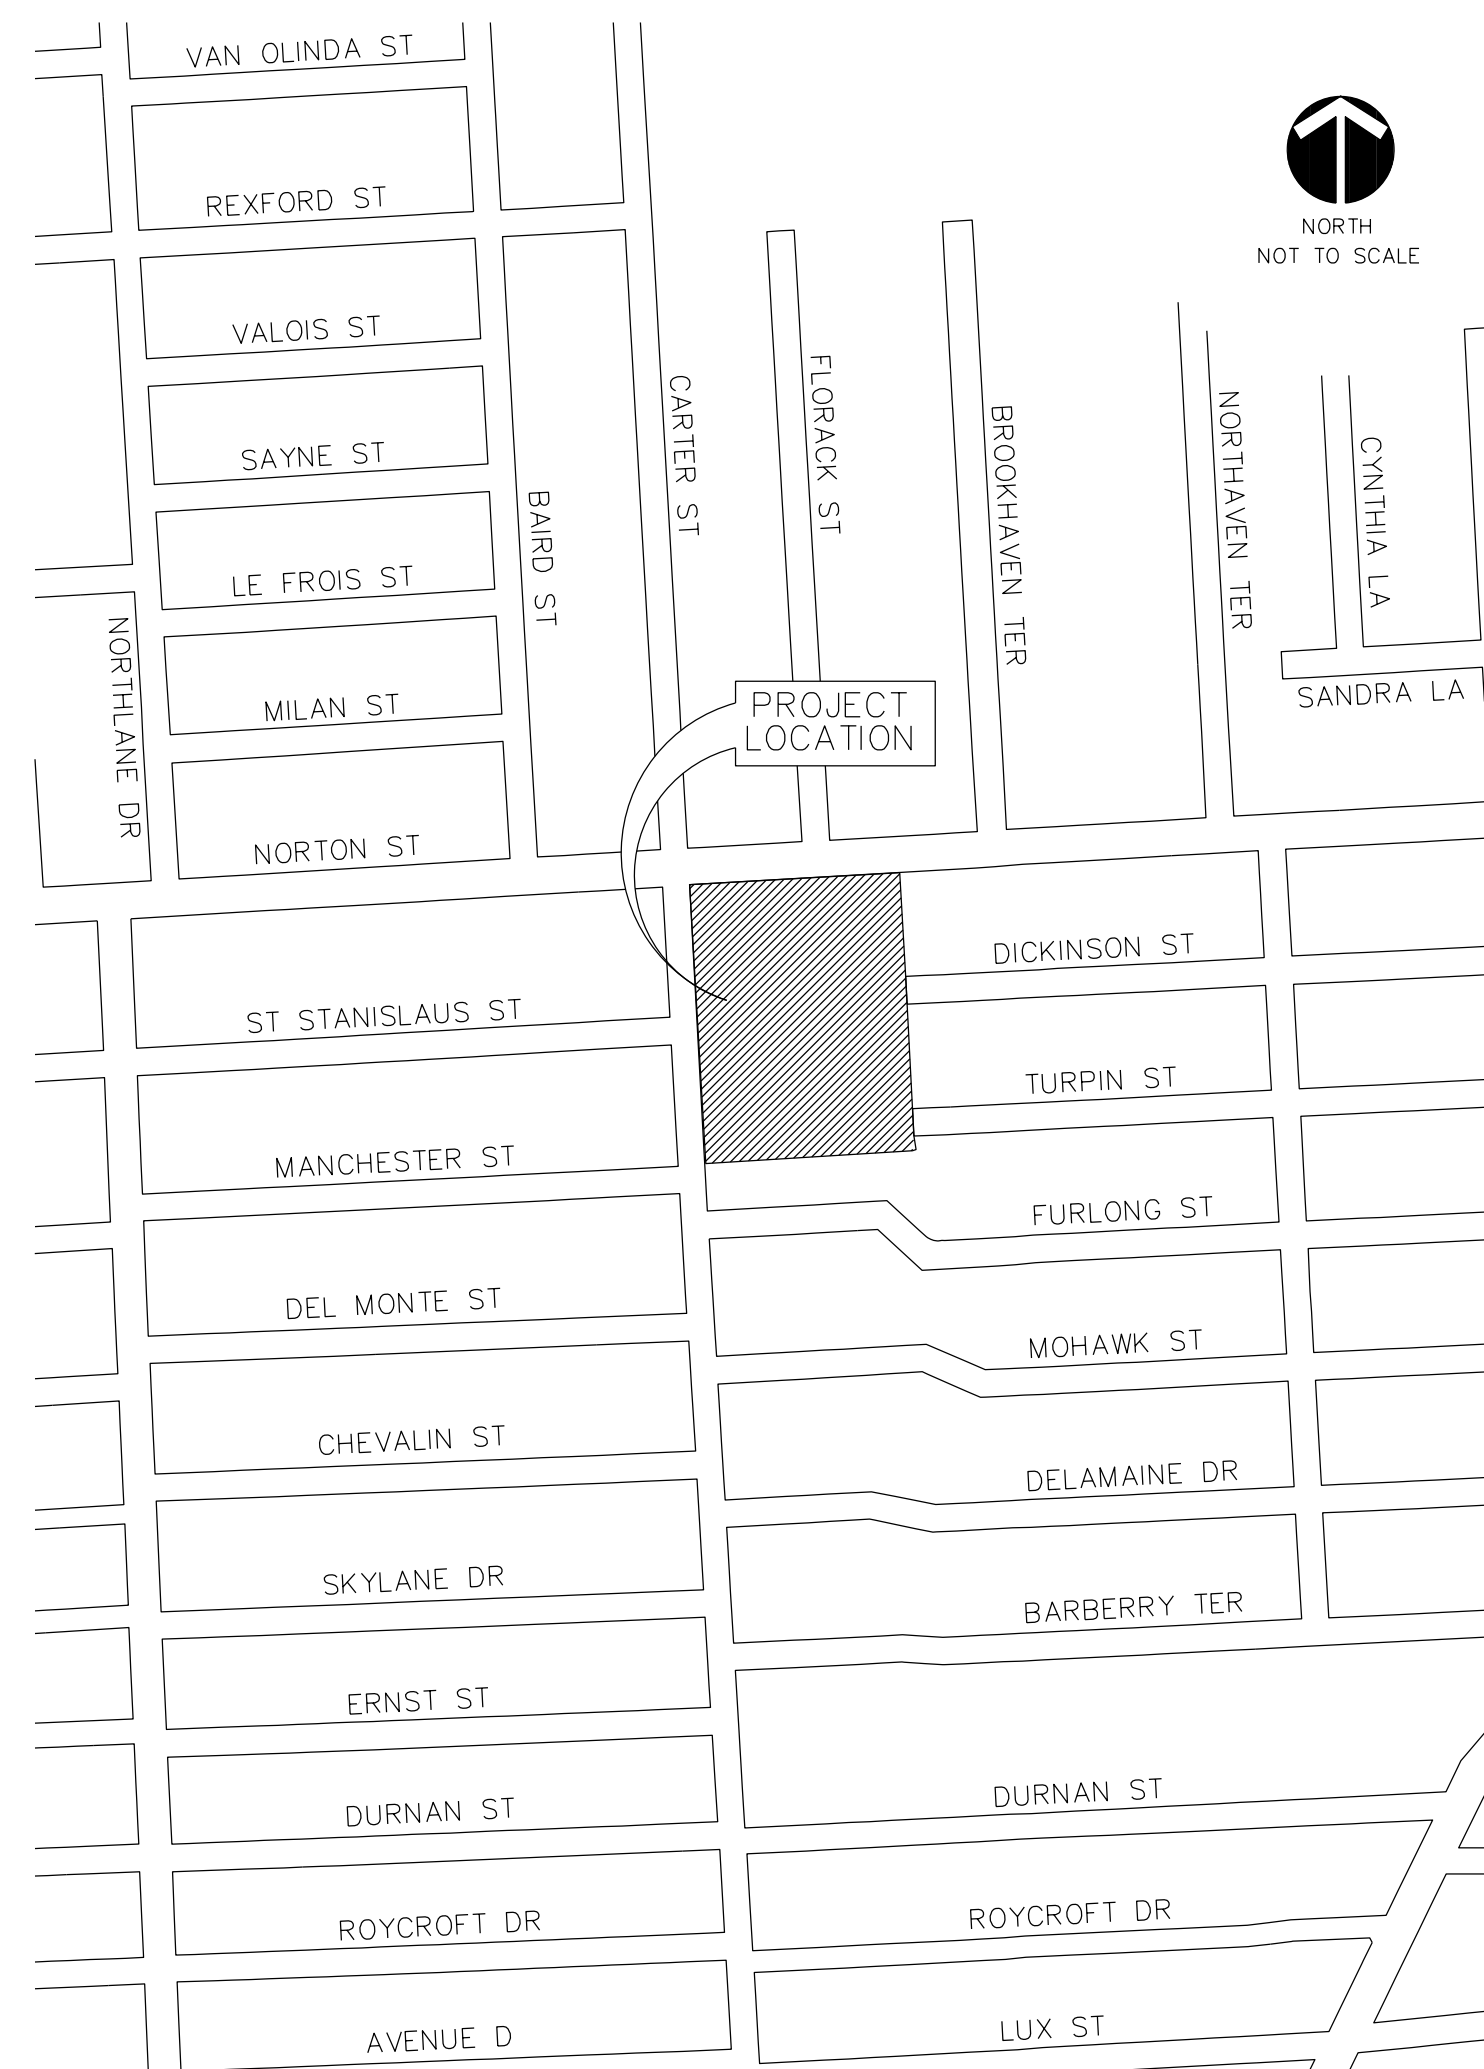 VAN OLINDA ST
REXFORD ST
NORTH
NOT TO SCALE
VALOIS ST
SAYNE ST
LE FROIS ST
MILAN ST
NORTON ST
NORTHLANE DR
BAIRD ST
CARTER ST
FLORACK ST
BROOKHAVEN TER
NORTHAVEN TER
CYNTHIA LA
SANDRA LA
PROJECT
LOCATION
ST STANISLAUS ST
MANCHESTER ST
DEL MONTE ST
CHEVALIN ST
SKYLANE DR
ERNST ST
DURNAN ST
ROYCROFT DR
AVENUE D
DICKINSON ST
TURPIN ST
FURLONG ST
MOHAWK ST
DELAMAINE DR
BARBERRY TER
DURNAN ST
ROYCROFT DR
LUX ST